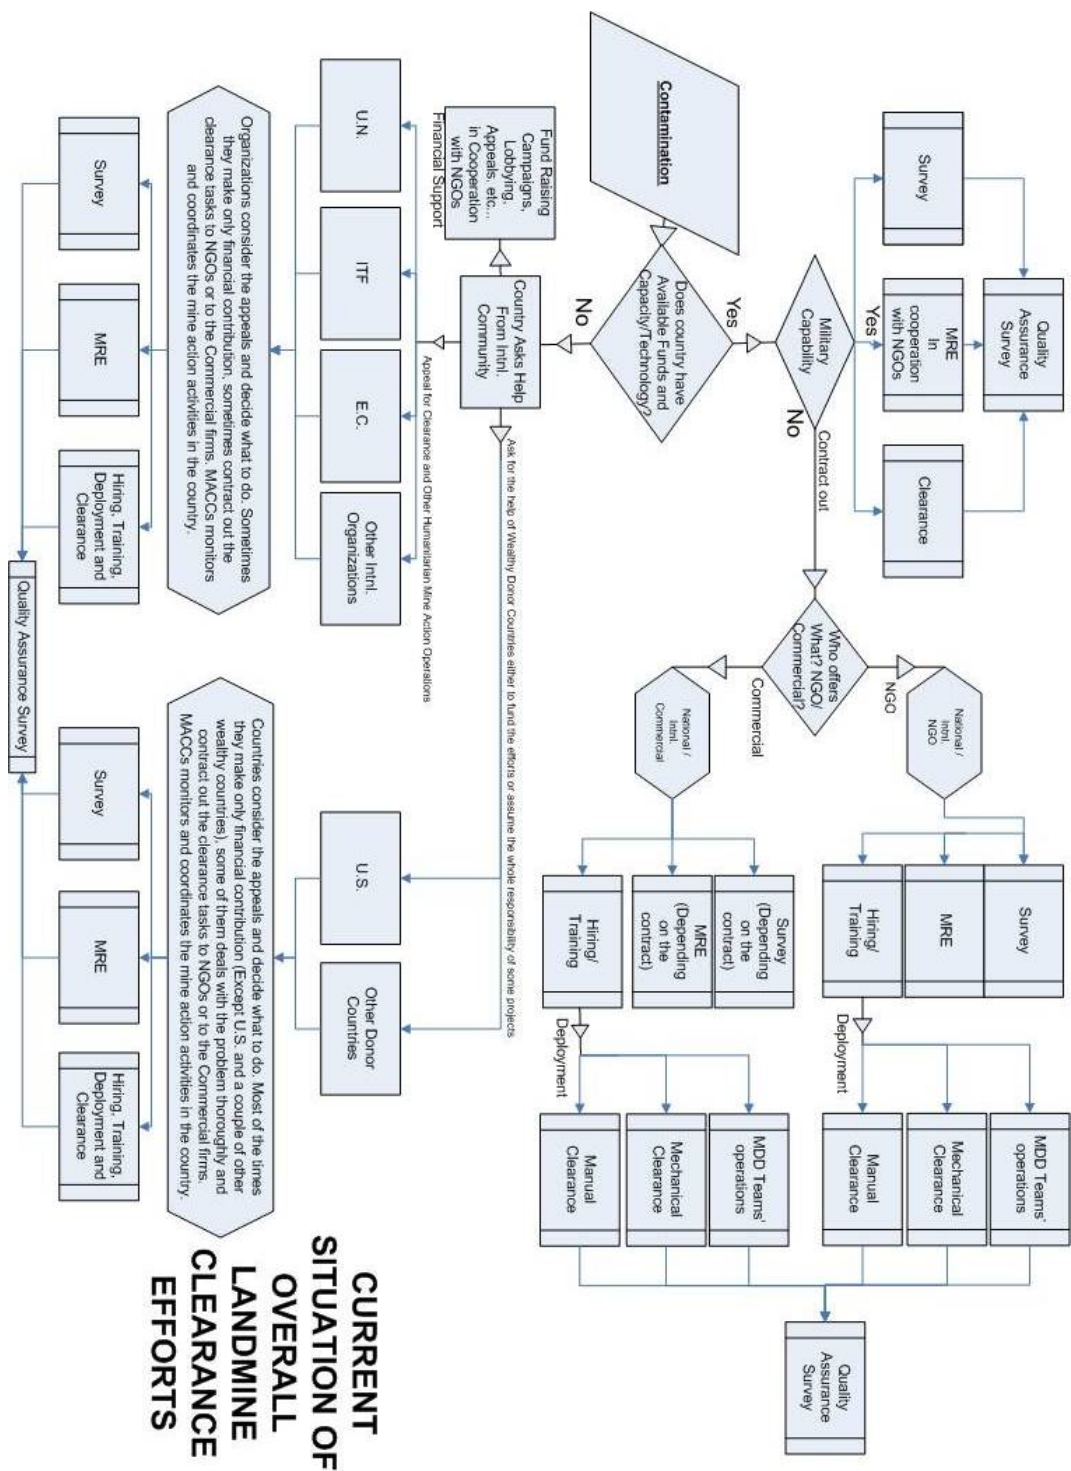 Contamination
Does country have
Available Funds and
Capacity/Technology?
Yes
No
Military
Capability
Yes
No
Contract out
Survey
MRE
In
cooperation
with NGOs
Clearance
Quality
Assurance
Survey
Who offers
What? NGO/
Commercial?
NGO
Commercial
National /
Intnl.
NGO
National /
Intnl.
Commercial
Survey
MRE
Hiring/
Training
Deployment
MDD Teams'
operations
Mechanical
Clearance
Manual
Clearance
Survey
(Depending
on the
contract)
MRE
(Depending
on the
contract)
Hiring/
Training
Deployment
MDD Teams'
operations
Mechanical
Clearance
Manual
Clearance
Quality
Assurance
Survey
Country Asks Help
From Intnl.
Community
Fund Raising
Campaigns,
Lobbying.
Appeals. etc...
in Cooperation
with NGOs
Financial Support
Ask for the help of Wealthy Donor Countries either to fund the efforts or assume the whole responsibility of some projects
Appeal for Clearance and Other Humanitarian Mine Action Operations
U.N.
ITF
E.C.
Other Intnl.
Organizations
U.S.
Other Donor
Countries
Organizations consider the appeals and decide what to do. Sometimes
they make only financial contribution, sometimes contract out the
clearance tasks to NGOs or to the Commercial firms. MACCs monitors
and coordinates the mine action activities in the country.
Countries consider the appeals and decide what to do. Most of the times
they make only financial contribution (Except U.S. and a couple of other
wealthy countries), some of them deals with the problem thoroughly and
contract out the clearance tasks to NGOs or to the Commercial firms.
MACCs monitors and coordinates the mine action activities in the country.
Survey
MRE
Hiring, Training,
Deployment and
Clearance
Survey
MRE
Hiring, Training,
Deployment and
Clearance
Quality Assurance Survey
CURRENT
SITUATION OF
OVERALL
LANDMINE
CLEARANCE
EFFORTS